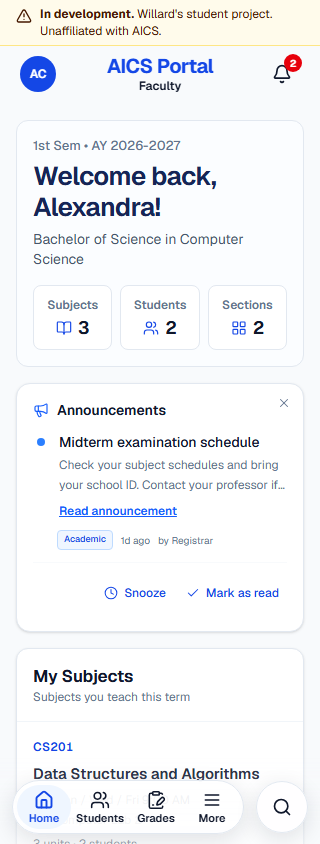 In development. Willard's student project.
Unaffiliated with AICS.
AC
AICS Portal
Faculty
2
1st Sem • AY 2026-2027
Welcome back,
Alexandra!
Bachelor of Science in Computer
Science
Subjects
3
Students
2
Sections
2
Announcements
Midterm examination schedule
Check your subject schedules and bring
your school ID. Contact your professor if...
Read announcement
Academic 1d ago by Registrar
Snooze Mark as read
My Subjects
Subjects you teach this term
CS201
Data Structures and Algorithms
Home Students Grades More
3 units · 2 students